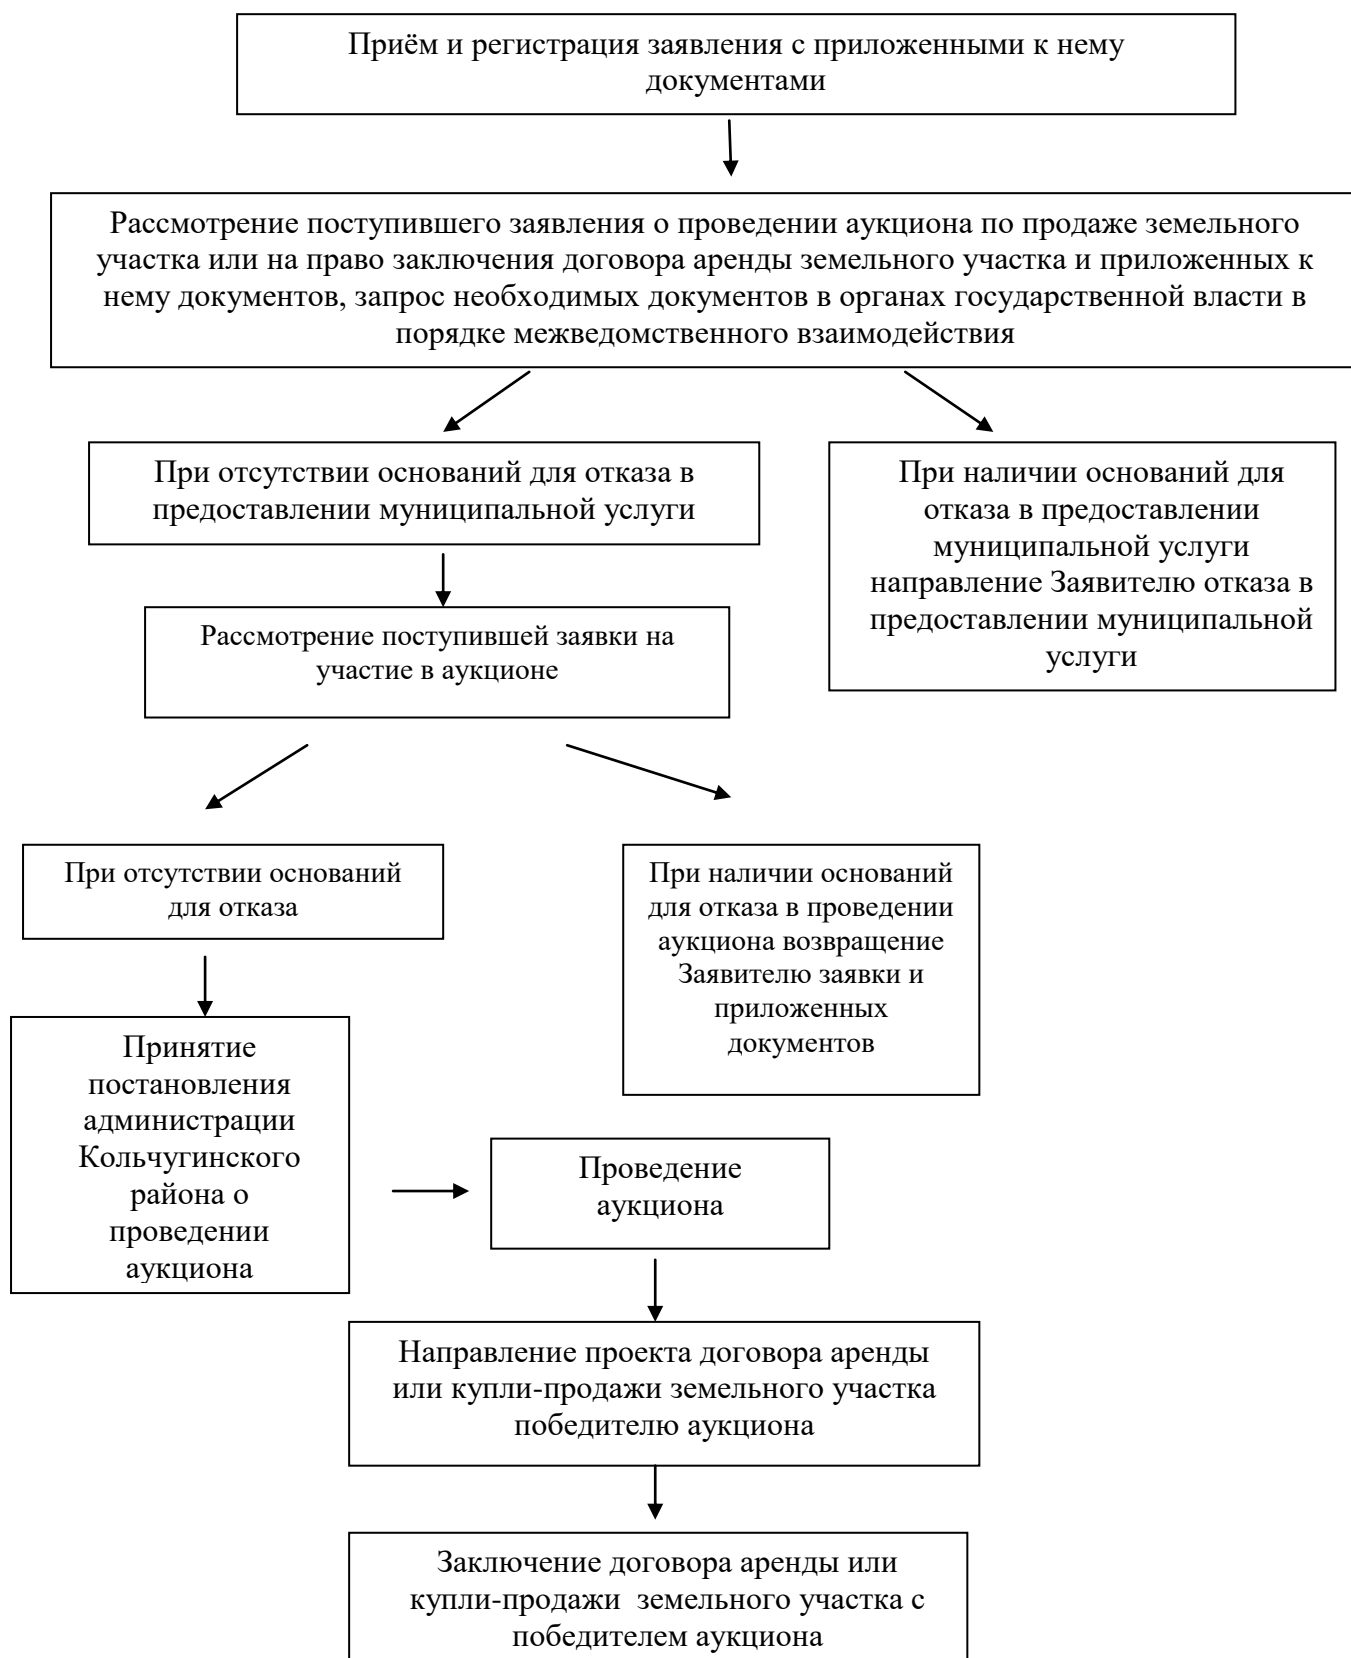 Приём и регистрация заявления с приложенными к нему
документами
Рассмотрение поступившего заявления о проведении аукциона по продаже земельного
участка или на право заключения договора аренды земельного участка и приложенных к
нему документов, запрос необходимых документов в органах государственной власти в
порядке межведомственного взаимодействия
При отсутствии оснований для отказа в
предоставлении муниципальной услуги
При наличии оснований для
отказа в предоставлении
муниципальной услуги
направление Заявителю отказа в
предоставлении муниципальной
услуги
Рассмотрение поступившей заявки на
участие в аукционе
При отсутствии оснований
для отказа
При наличии оснований
для отказа в проведении
аукциона возвращение
Заявителю заявки и
приложенных
документов
Принятие
постановления
администрации
Кольчугинского
района о
проведении
аукциона
Проведение
аукциона
Направление проекта договора аренды
или купли-продажи земельного участка
победителю аукциона
Заключение договора аренды или
купли-продажи  земельного участка с
победителем аукциона